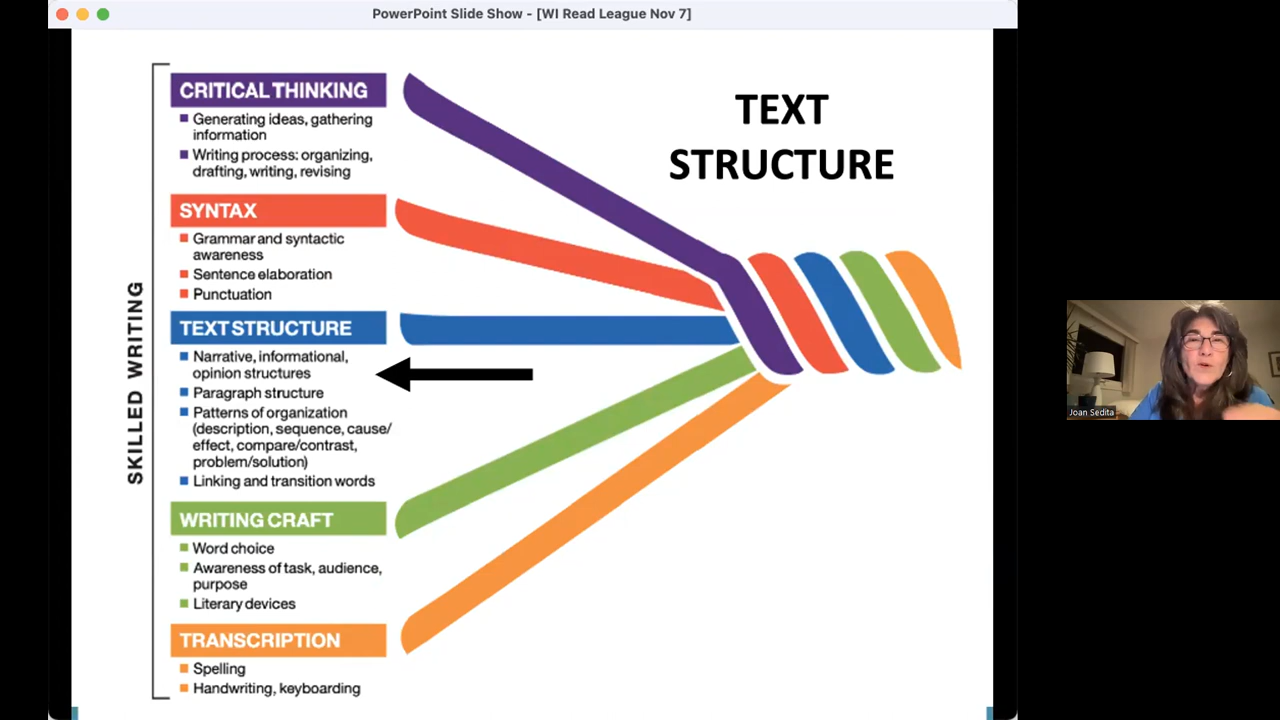 PowerPoint Slide Show - [WI Read League Nov 7]
TEXT
STRUCTURE
SKILLED WRITING
CRITICAL THINKING
■ Generating ideas, gathering
information
■ Writing process: organizing,
drafting, writing, revising
SYNTAX
■ Grammar and syntactic
awareness
■ Sentence elaboration
■ Punctuation
TEXT STRUCTURE
■ Narrative, informational,
opinion structures
■ Paragraph structure
■ Patterns of organization
(description, sequence, cause/
effect, compare/contrast,
problem/solution)
■ Linking and transition words
WRITING CRAFT
■ Word choice
■ Awareness of task, audience,
purpose
■ Literary devices
TRANSCRIPTION
■ Spelling
■ Handwriting, keyboarding
Joan Sedita